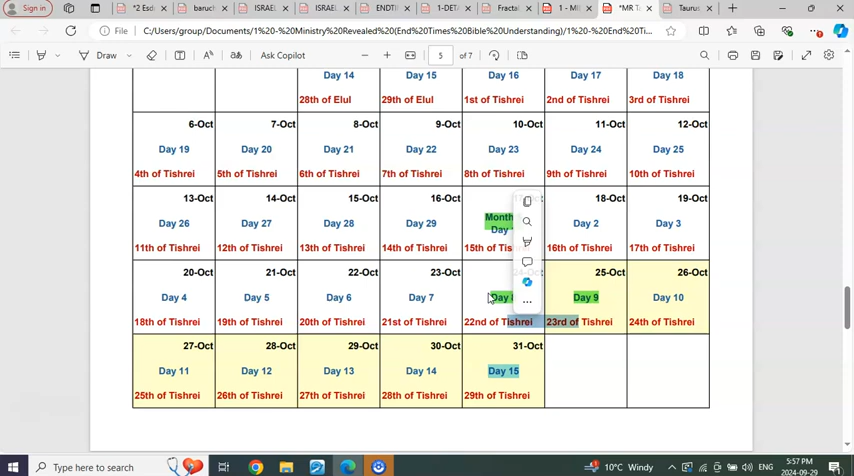 Sign in
*2 Esd
baruch
ISRAEL
ISRAEL
ENDTIN
1-DETA
Fractal
1 - MIL
*MR Ta
Taurus
File
C:/Users/group/Documents/1%20-%20Ministry%20Revealed%20(End%20Times%20Bible%20Understanding)/1%20-%20End%20Ti...
Draw
Ask Copilot
5
of 7
Day 14
Day 15
Day 16
Day 17
Day 18
28th of Elul
29th of Elul
1st of Tishrei
2nd of Tishrei
3rd of Tishrei
6-Oct
7-Oct
8-Oct
9-Oct
10-Oct
11-Oct
12-Oct
Day 19
Day 20
Day 21
Day 22
Day 23
Day 24
Day 25
4th of Tishrei
5th of Tishrei
6th of Tishrei
7th of Tishrei
8th of Tishrei
9th of Tishrei
10th of Tishrei
13-Oct
14-Oct
15-Oct
16-Oct
18-Oct
19-Oct
Day 26
Day 27
Day 28
Day 29
Month
Day
Day 2
Day 3
11th of Tishrei
12th of Tishrei
13th of Tishrei
14th of Tishrei
15th of Tis
16th of Tishrei
17th of Tishrei
20-Oct
21-Oct
22-Oct
23-Oct
25-Oct
26-Oct
Day 4
Day 5
Day 6
Day 7
Day 8
Day 9
Day 10
18th of Tishrei
19th of Tishrei
20th of Tishrei
21st of Tishrei
22nd of Tishrei
23rd of Tishrei
24th of Tishrei
27-Oct
28-Oct
29-Oct
30-Oct
31-Oct
Day 11
Day 12
Day 13
Day 14
Day 15
25th of Tishrei
26th of Tishrei
27th of Tishrei
28th of Tishrei
29th of Tishrei
Type here to search
10°C Windy
ENG
5:57 PM
2024-09-29